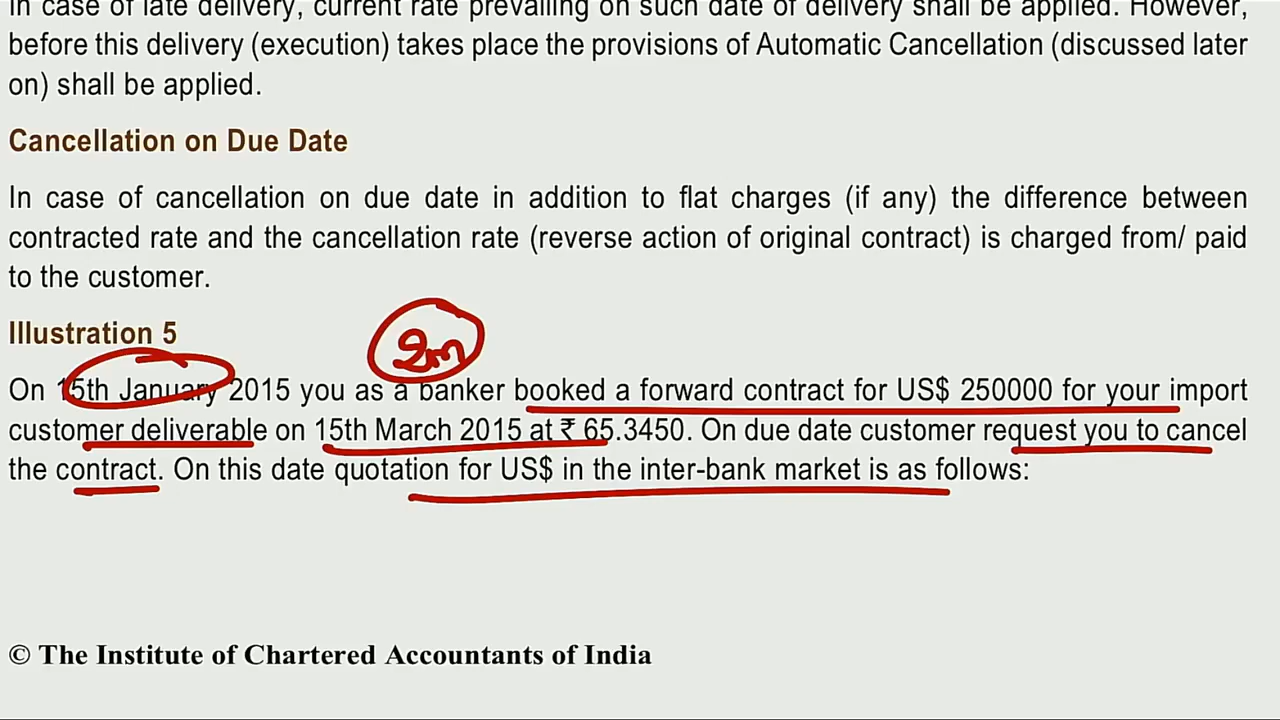 In case of late delivery, current rate prevailing on such date of delivery shall be applied. However,
before this delivery (execution) takes place the provisions of Automatic Cancellation (discussed later
on) shall be applied.
Cancellation on Due Date
In case of cancellation on due date in addition to flat charges (if any) the difference between
contracted rate and the cancellation rate (reverse action of original contract) is charged from/ paid
to the customer.
Illustration 5
2m
On 15th January 2015 you as a banker booked a forward contract for US$ 250000 for your import
customer deliverable on 15th March 2015 at ₹ 65.3450. On due date customer request you to cancel
the contract. On this date quotation for US$ in the inter-bank market is as follows:
© The Institute of Chartered Accountants of India